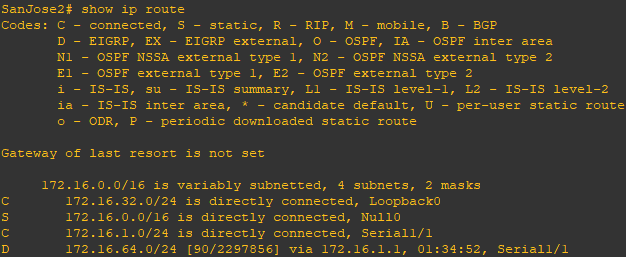 SanJose2# show ip route
Codes: C - connected, S - static, R - RIP, M - mobile, B - BGP
D - EIGRP, EX - EIGRP external, O - OSPF, IA - OSPF inter area
N1 - OSPF NSSA external type 1, N2 - OSPF NSSA external type 2
E1 - OSPF external type 1, E2 - OSPF external type 2
i - IS-IS, su - IS-IS summary, L1 - IS-IS level-1, L2 - IS-IS level-2
ia - IS-IS inter area, * - candidate default, U - per-user static route
o - ODR, P - periodic downloaded static route
Gateway of last resort is not set
172.16.0.0/16 is variably subnetted, 4 subnets, 2 masks
C 172.16.32.0/24 is directly connected, Loopback0
S 172.16.0.0/16 is directly connected, Null0
C 172.16.1.0/24 is directly connected, Serial1/1
D 172.16.64.0/24 [90/2297856] via 172.16.1.1, 01:34:52, Serial1/1